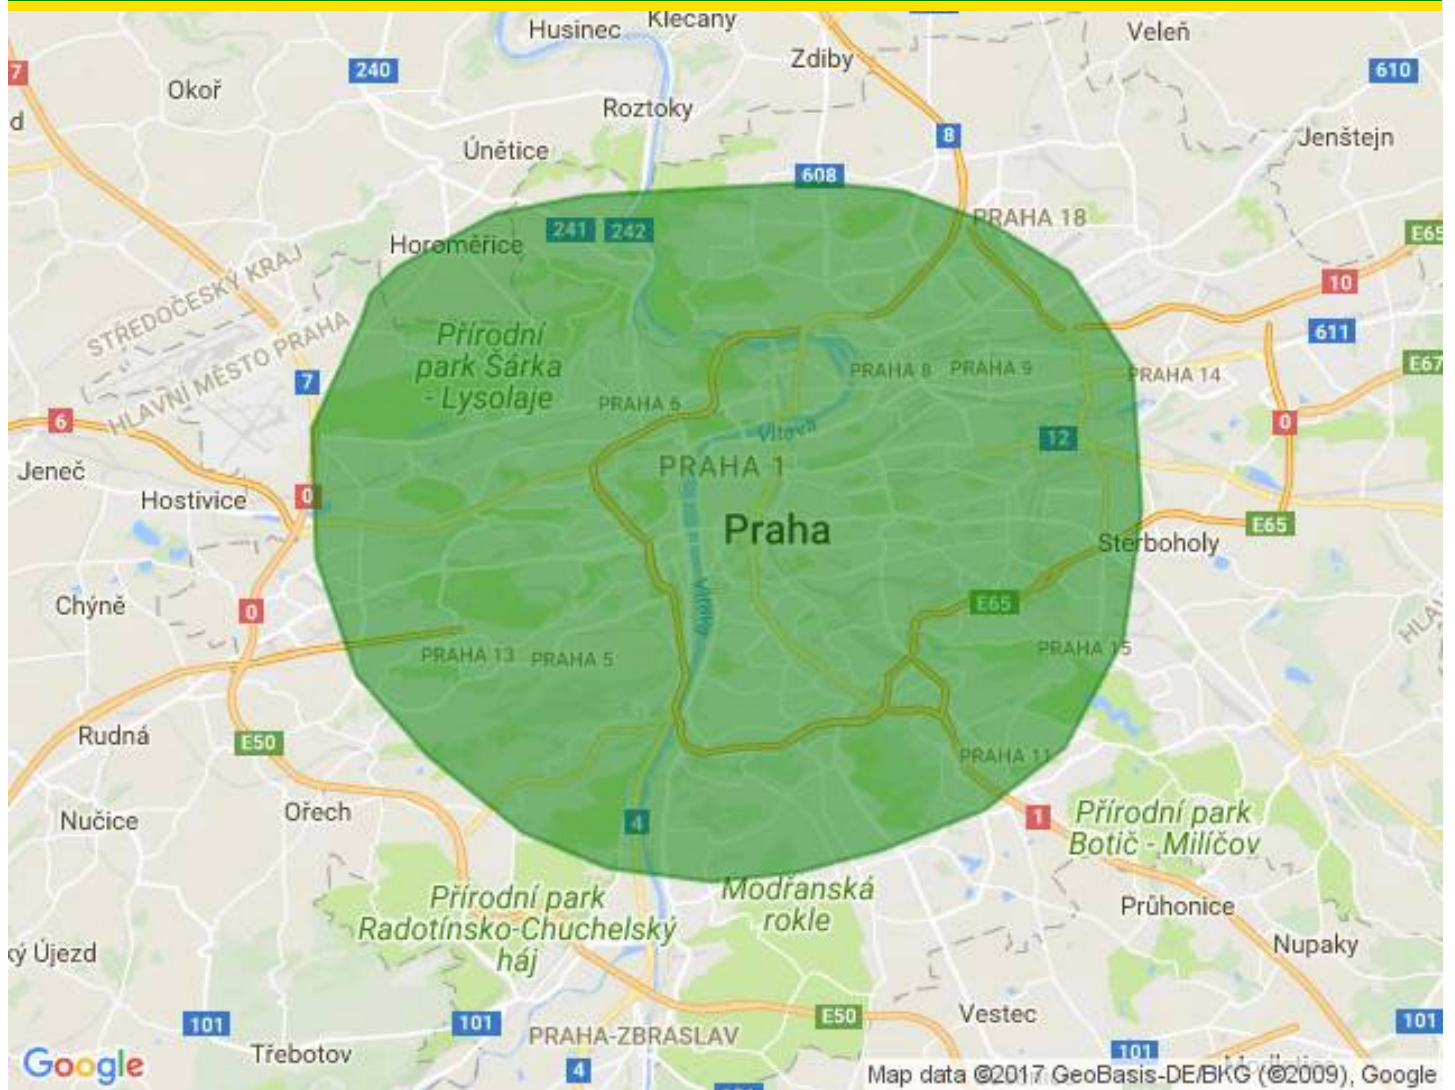 Husinec
Klecany
Veleň
Zdiby
240
610
7
Okoř
Roztoky
d
8
Jenštejn
Únětice
608
PRAHA 18
241
242
E65
Horoměřice
10
STŘEDOČESKÝ KRAJ
HLAVNÍ MĚSTO PRAHA
611
Přírodní
park Šárka
- Lysolaje
7
PRAHA 8
PRAHA 9
PRAHA 14
E67
PRAHA 6
6
0
Vltava
12
PRAHA 1
Jeneč
Hostivice
0
Praha
E65
Štěrboholy
Chýně
0
E65
Vltava
HLAV
PRAHA 13
PRAHA 5
PRAHA 15
Rudná
E50
PRAHA 11
Ořech
Nučice
4
1
Přírodní park
Botič - Milíčov
Modřanská
rokle
Přírodní park
Radotínsko-Chuchelský
háj
Průhonice
Nupaky
ký Újezd
101
101
E50
Vestec
101
PRAHA-ZBRASLAV
Třebotov
101
4
Google
Map data ©2017 GeoBasis-DE/BKG (©2009), Google